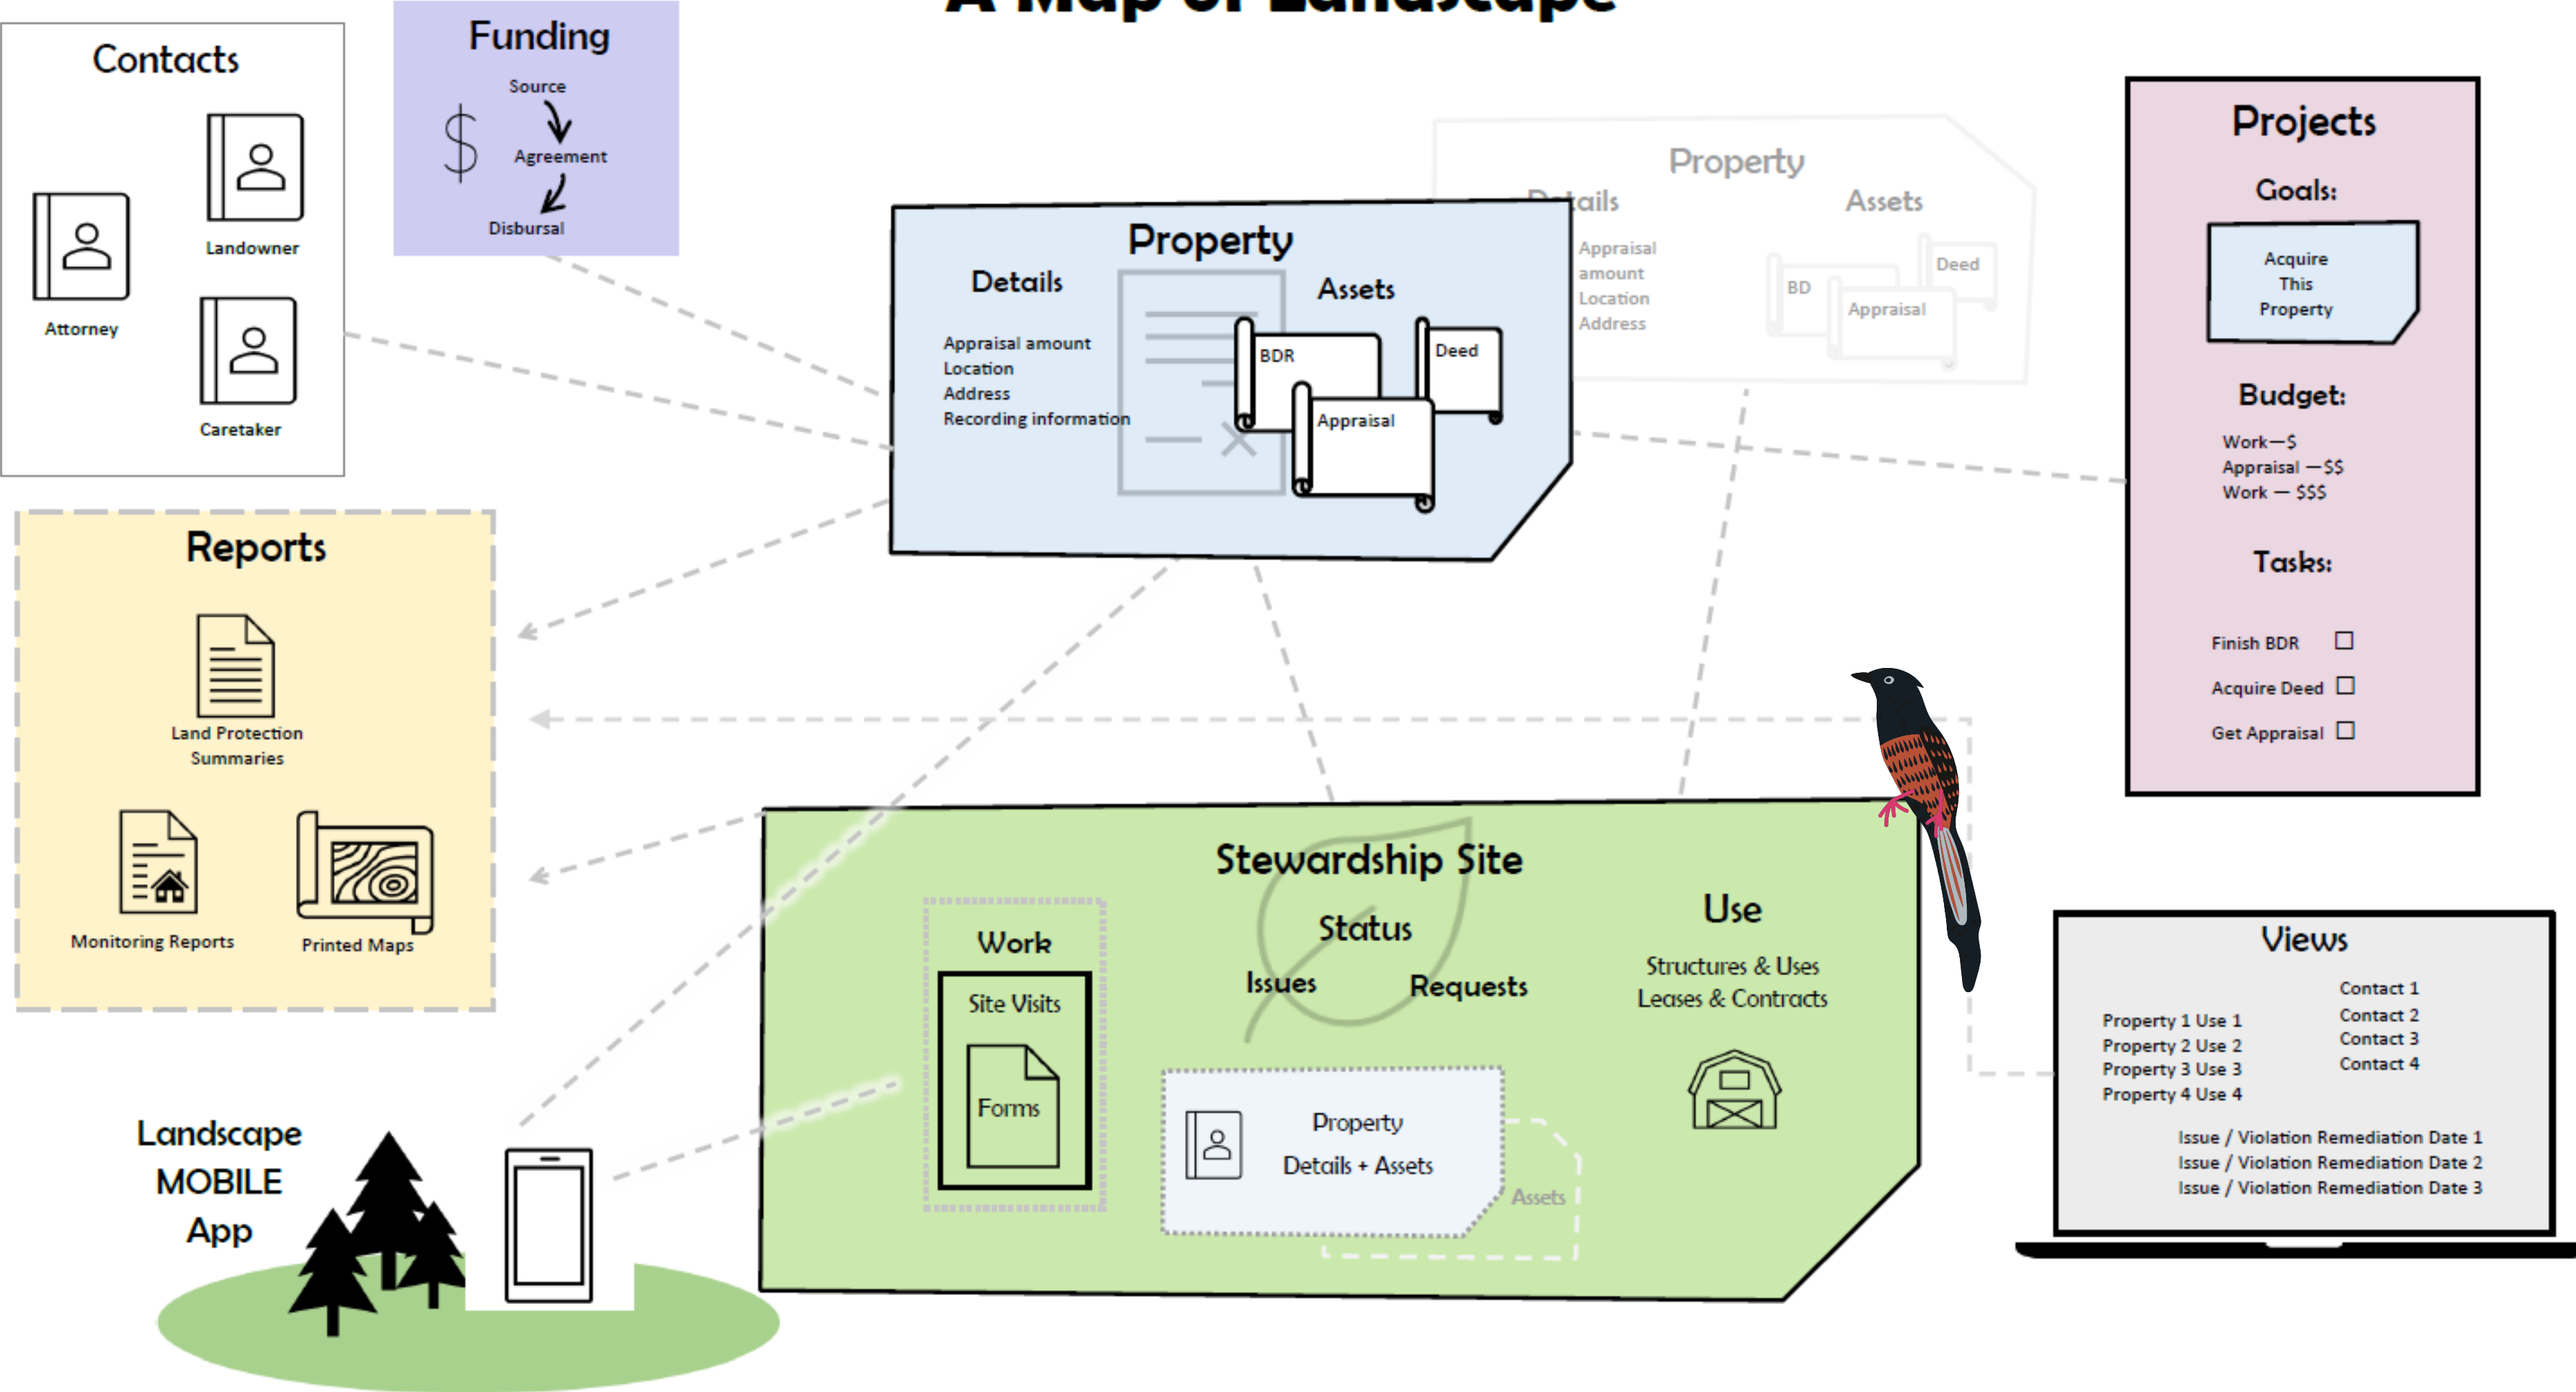 A Map of Landscape
Contacts
Landowner
Attorney
Caretaker
Funding
Source
$
Agreement
Disbursal
Property
Details
Assets
Appraisal amount
Location
Address
Recording information
BDR
Deed
Appraisal
Property
Details
Assets
Appraisal
amount
Location
Address
BD
Deed
Appraisal
Projects
Goals:
Acquire
This
Property
Budget:
Work—$
Appraisal —$$
Work — $$$
Tasks:
Finish BDR
Acquire Deed
Get Appraisal
Reports
Land Protection
Summaries
Monitoring Reports
Printed Maps
Stewardship Site
Work
Site Visits
Forms
Status
Issues
Requests
Use
Structures & Uses
Leases & Contracts
Property
Details + Assets
Assets
Views
Contact 1
Contact 2
Contact 3
Contact 4
Property 1 Use 1
Property 2 Use 2
Property 3 Use 3
Property 4 Use 4
Issue / Violation Remediation Date 1
Issue / Violation Remediation Date 2
Issue / Violation Remediation Date 3
Landscape
MOBILE
App